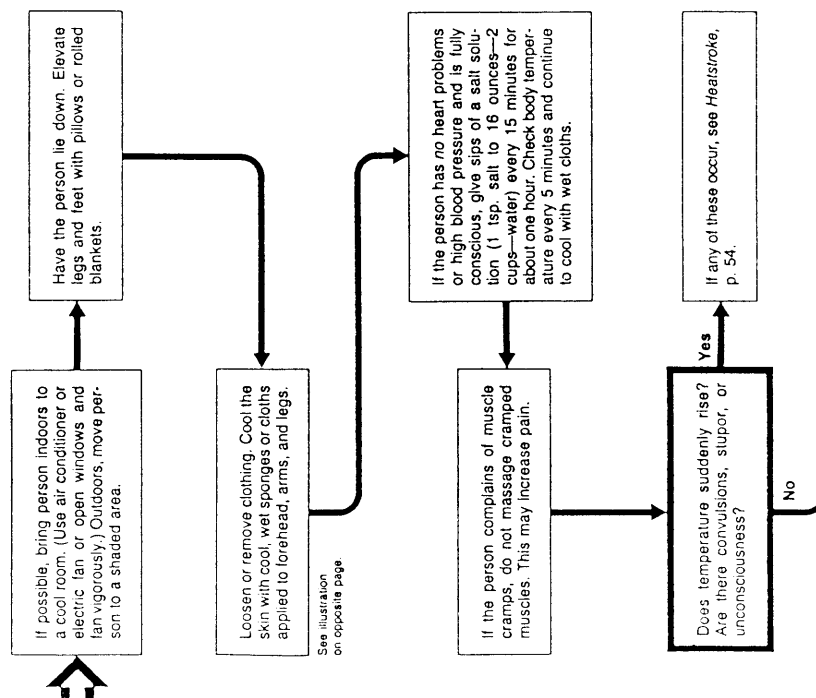 If possible, bring person indoors to
a cool room. (Use air conditioner or
electric fan or open windows and
fan vigorously.) Outdoors, move per-
son to a shaded area.
Have the person lie down. Elevate
legs and feet with pillows or rolled
blankets.
Loosen or remove clothing. Cool the
skin with cool, wet sponges or cloths
applied to forehead, arms, and legs.
See illustration
on opposite page.
If the person has no heart problems
or high blood pressure and is fully
conscious, give sips of a salt solu-
tion (1 tsp. salt to 16 ounces—2
cups—water) every 15 minutes for
about one hour. Check body temper-
ature every 5 minutes and continue
to cool with wet cloths.
If the person complains of muscle
cramps, do not massage cramped
muscles. This may increase pain.
Does temperature suddenly rise?
Are there convulsions, stupor, or
unconsciousness?
Yes
If any of these occur, see Heatstroke,
p. 54.
No